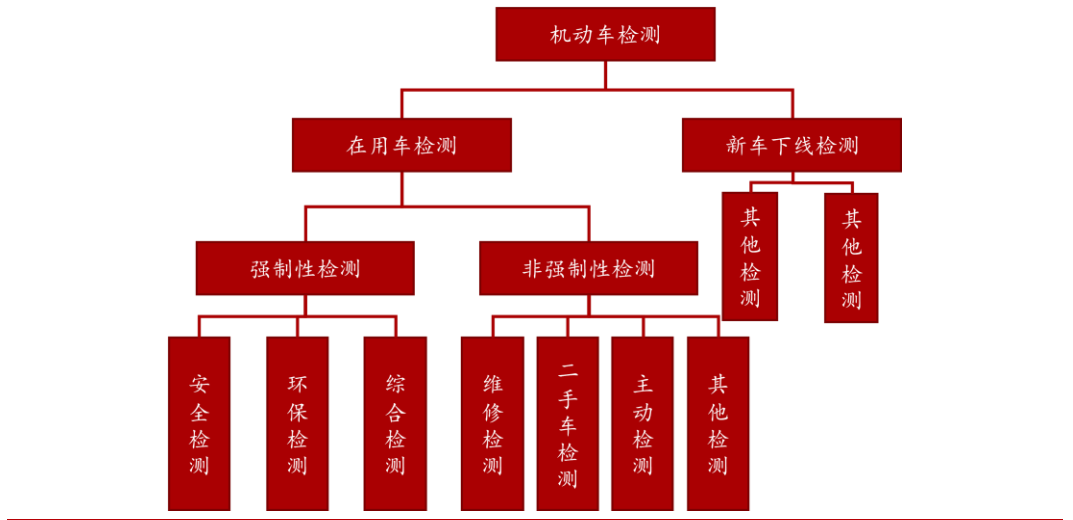 机动车检测
在用车检测
新车下线检测
其他检测
其他检测
强制性检测
非强制性检测
安全检测
环保检测
综合检测
维修检测
二手车检测
主动检测
其他检测